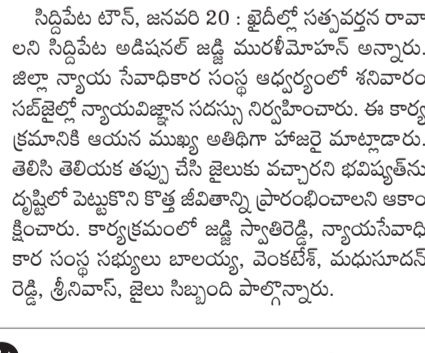 సిద్దిపేట టౌన్, జనవరి 20 : ఖైదీల్లో సత్ప్రవర్తన రావా
లని సిద్దిపేట అడిషనల్ జడ్జి మురళీమోహన్ అన్నారు.
జిల్లా న్యాయ సేవాధికార సంస్థ ఆధ్వర్యంలో శనివారం
సబ్‌జైల్లో న్యాయవిజ్ఞాన సదస్సు నిర్వహించారు. ఈ కార్య
క్రమానికి ఆయన ముఖ్య అతిథిగా హాజరై మాట్లాడారు.
తెలిసి తెలియక తప్పు చేసి జైలుకు వచ్చారని భవిష్యత్‌ను
దృష్టిలో పెట్టుకొని కొత్త జీవితాన్ని ప్రారంభించాలని ఆకాం
క్షించారు. కార్యక్రమంలో జడ్జి స్వాతిరెడ్డి, న్యాయసేవాధి
కార సంస్థ సభ్యులు బాలయ్య, వెంకటేశ్, మధుసూదన్
రెడ్డి, శ్రీనివాస్, జైలు సిబ్బంది పాల్గొన్నారు.